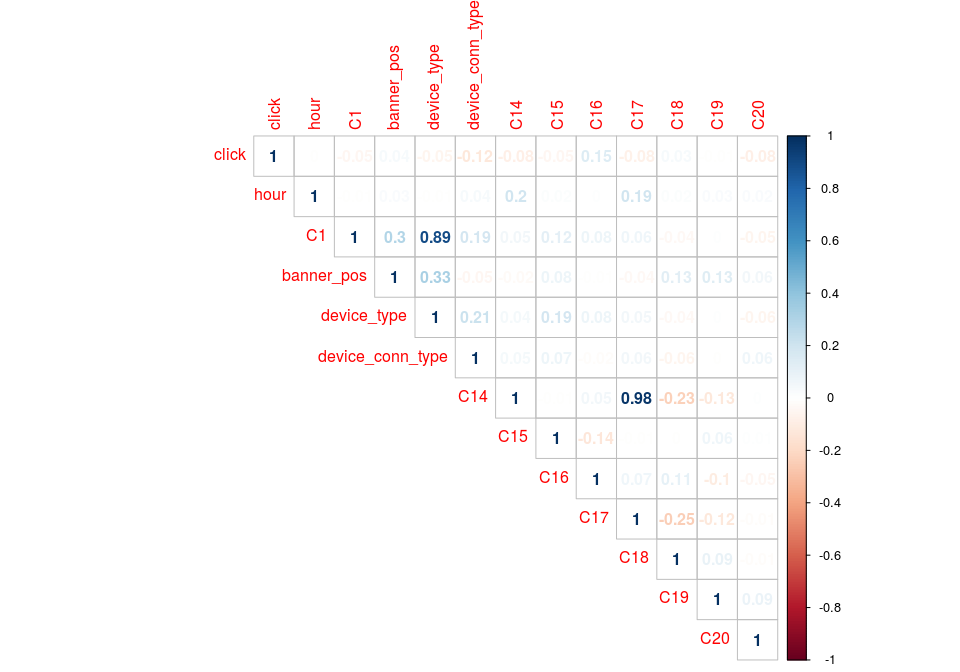 click hour C1 banner_pos device_type device_conn_type C14 C15 C16 C17 C18 C19 C20
click 1 -0.05 0.04 -0.05 -0.12 -0.08 -0.05 0.15 -0.08 0.03 -0.08
hour 1 0.03 0.04 0.2 0.19 0.02
C1 1 0.3 0.89 0.19 0.05 0.12 0.08 0.06 -0.04 -0.05
banner_pos 1 0.33 -0.05 -0.02 0.08 -0.04 0.13 0.13 0.06
device_type 1 0.21 0.04 0.19 0.08 0.05 -0.04 -0.06
device_conn_type 1 0.05 0.07 -0.02 0.06 -0.06 0.06
C14 1 0.05 0.97 -0.23 -0.13
C15 1 -0.14 0.06
C16 1 0.07 0.11 -0.1 -0.05
C17 1 -0.25 -0.12
C18 1 0.09
C19 1 0.09
C20 1
1
0.8
0.6
0.4
0.2
0
-0.2
-0.4
-0.6
-0.8
-1